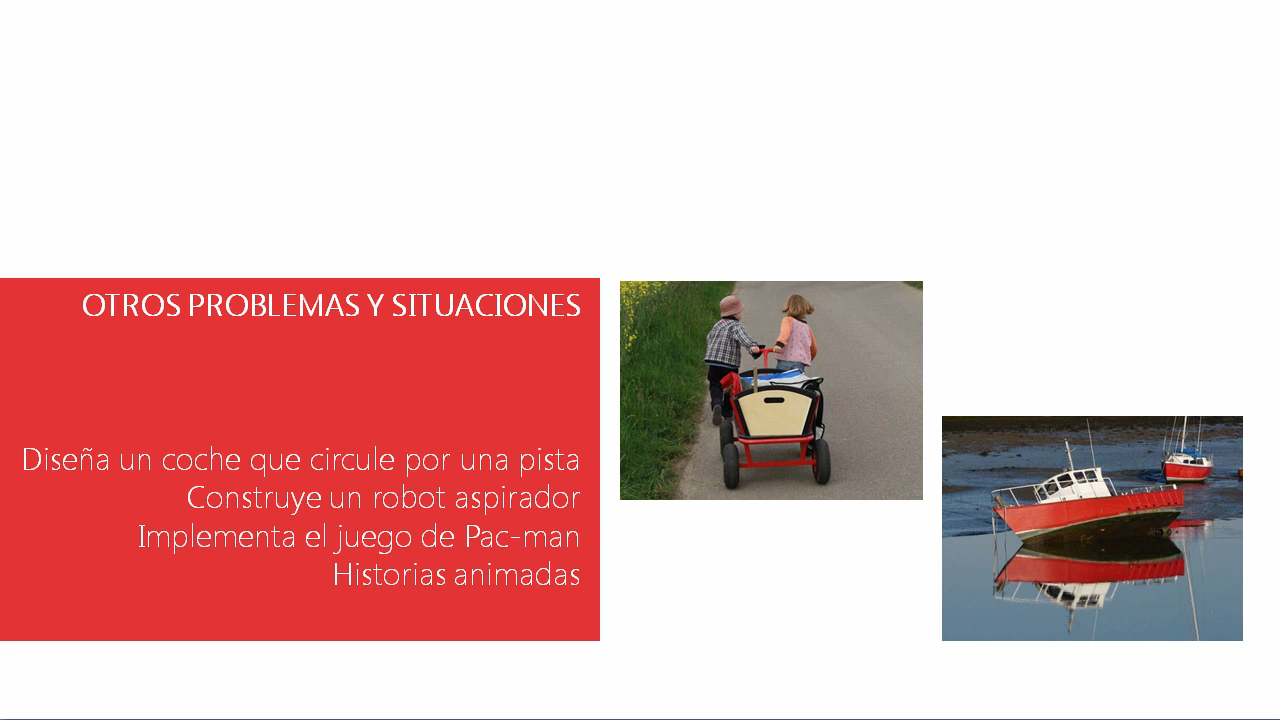 OTROS PROBLEMAS Y SITUACIONES
Diseña un coche que circule por una pista
Construye un robot aspirador
Implementa el juego de Pac-man
Historias animadas